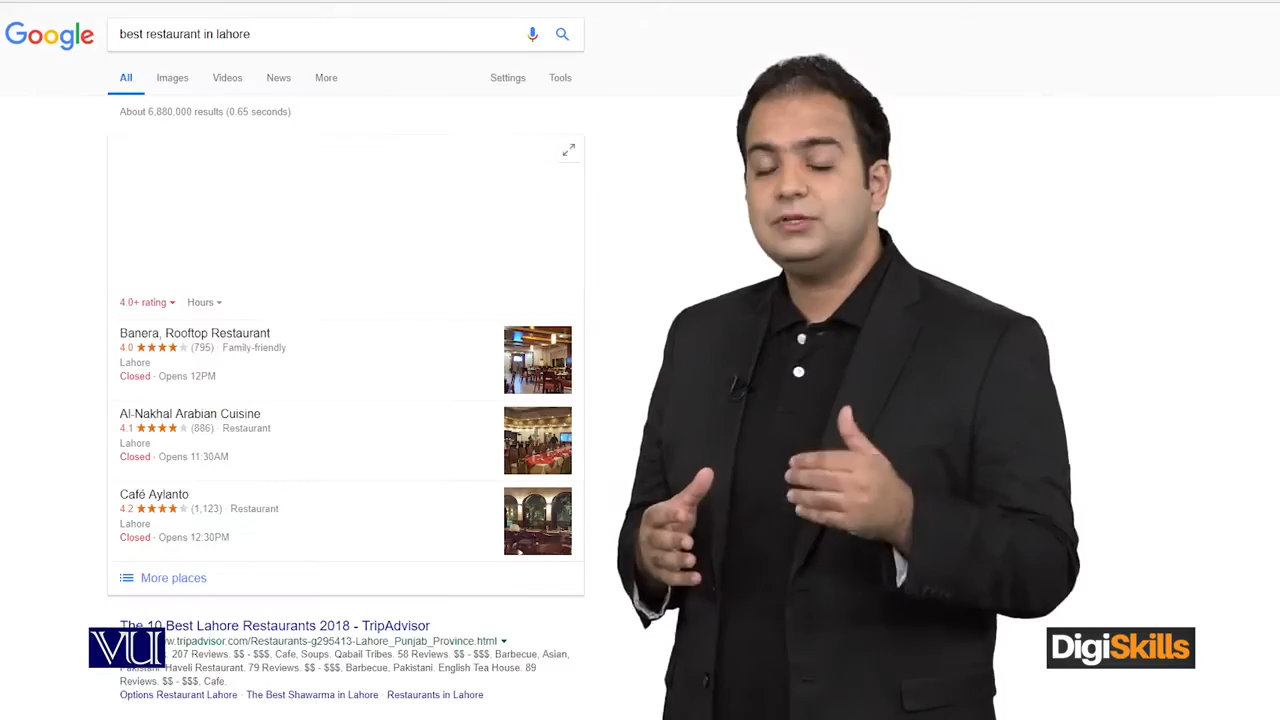 Google
best restaurant in lahore
All Images Videos News More Settings Tools
About 6,880,000 results (0.65 seconds)
4.0+ rating Hours
Banera, Rooftop Restaurant
4.0 (795) · Family-friendly
Lahore
Closed · Opens 12PM
Al-Nakhal Arabian Cuisine
4.1 (886) · Restaurant
Lahore
Closed · Opens 11:30AM
Café Aylanto
4.2 (1,123) · Restaurant
Lahore
Closed · Opens 12:30PM
More places
The 10 Best Lahore Restaurants 2018 - TripAdvisor
w.tripadvisor.com/Restaurants-g295413-Lahore_Punjab_Province.html
207 Reviews. $$ - $$$, Cafe, Soups. Qabail Tribes. 58 Reviews. $$ - $$$, Barbecue, Asian,
Pakistani. Haveli Restaurant. 79 Reviews. $$ - $$$, Barbecue, Pakistani. English Tea House. 89
Reviews. $$ - $$$, Cafe.
Options Restaurant Lahore · The Best Shawarma in Lahore · Restaurants in Lahore
VU
DigiSkills